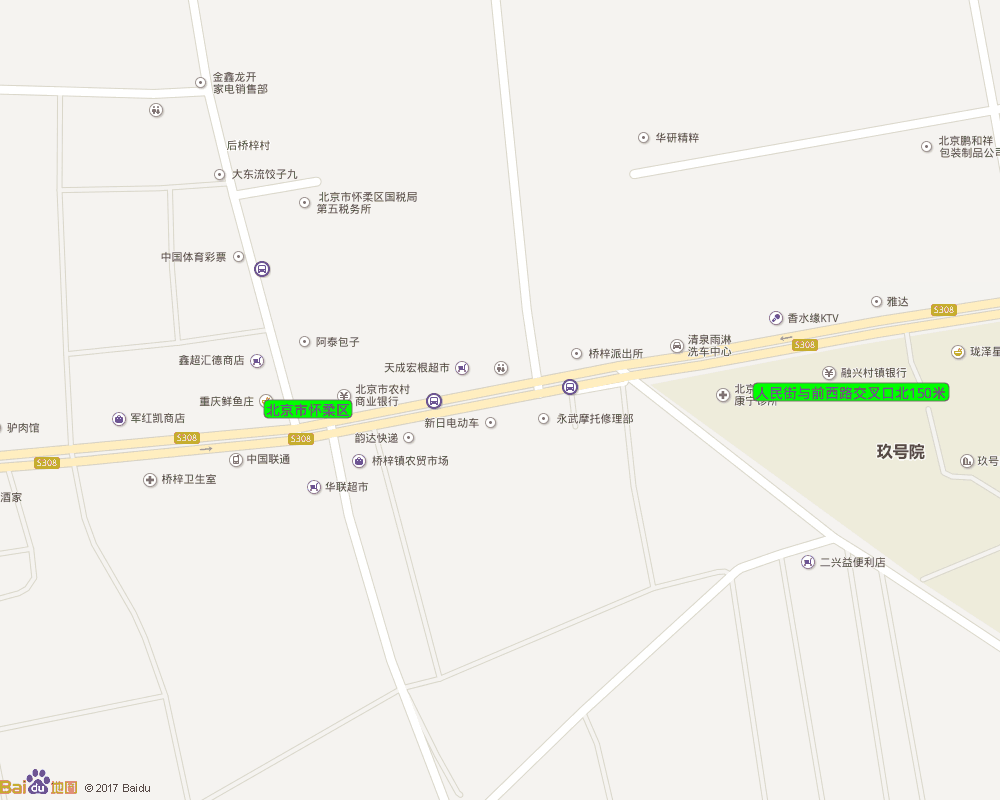 金鑫龙开
家电销售部
后桥梓村
大东流饺子九
北京市怀柔区国税局
第五税务所
华研精粹
北京鹏和祥
包装制品公司
中国体育彩票
雅达
S308
香水缘KTV
清泉雨淋
洗车中心
S308
阿泰包子
桥梓派出所
珑泽星
鑫超汇德商店
天成宏根超市
融兴村镇银行
北京市农村
商业银行
康宁诊所
人民街与前西路交叉口北150米
重庆鲜鱼庄
北京市怀柔区
军红凯商店
新日电动车
永武摩托修理部
驴肉馆
S308
S308
韵达快递
玖号院
S308
中国联通
桥梓镇农贸市场
玖号
桥梓卫生室
华联超市
酒家
二兴益便利店
Bai du 地图
© 2017 Baidu